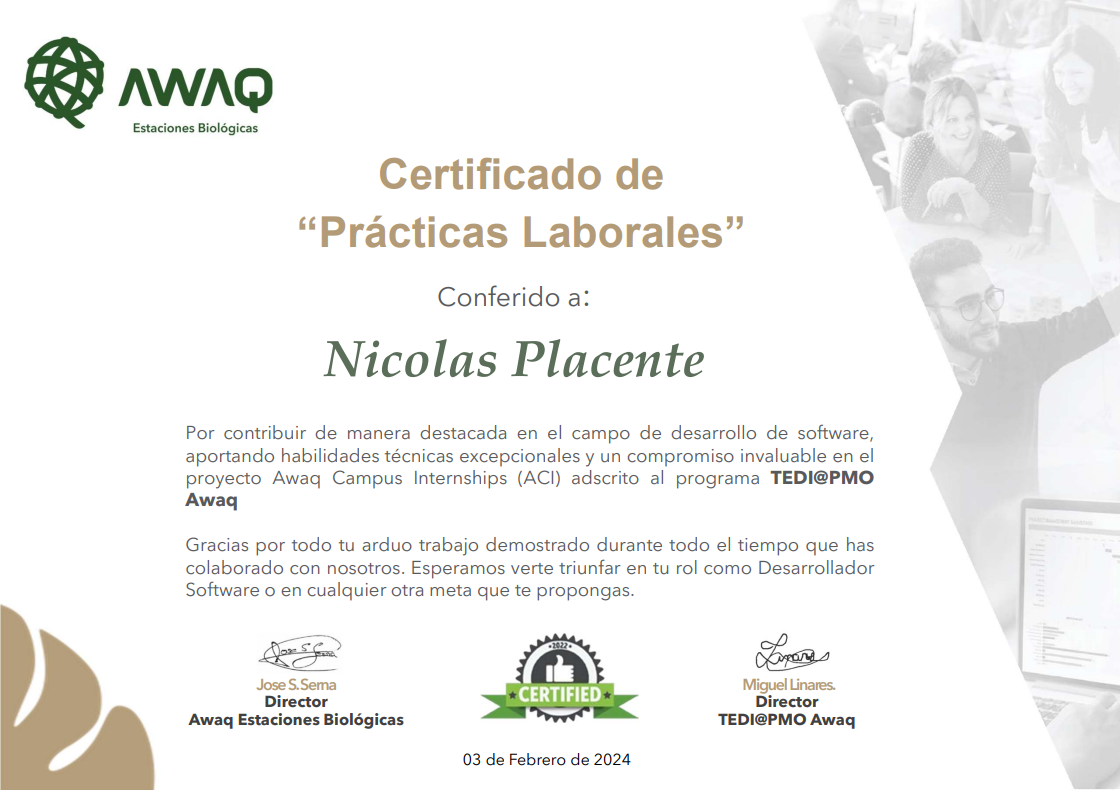 AWAQ
Estaciones Biológicas
Certificado de
“Prácticas Laborales”
Conferido a:
Nicolas Placente
Por contribuir de manera destacada en el campo de desarrollo de software,
aportando habilidades técnicas excepcionales y un compromiso invaluable en el
proyecto Awaq Campus Internships (ACI) adscrito al programa TEDI@PMO
Awaq
Gracias por todo tu arduo trabajo demostrado durante todo el tiempo que has
colaborado con nosotros. Esperamos verte triunfar en tu rol como Desarrollador
Software o en cualquier otra meta que te propongas.
Jose S. Serna
Linares
2022
CERTIFIED
Jose S. Serna
Director
Awaq Estaciones Biológicas
Miguel Linares.
Director
TEDI@PMO Awaq
03 de Febrero de 2024